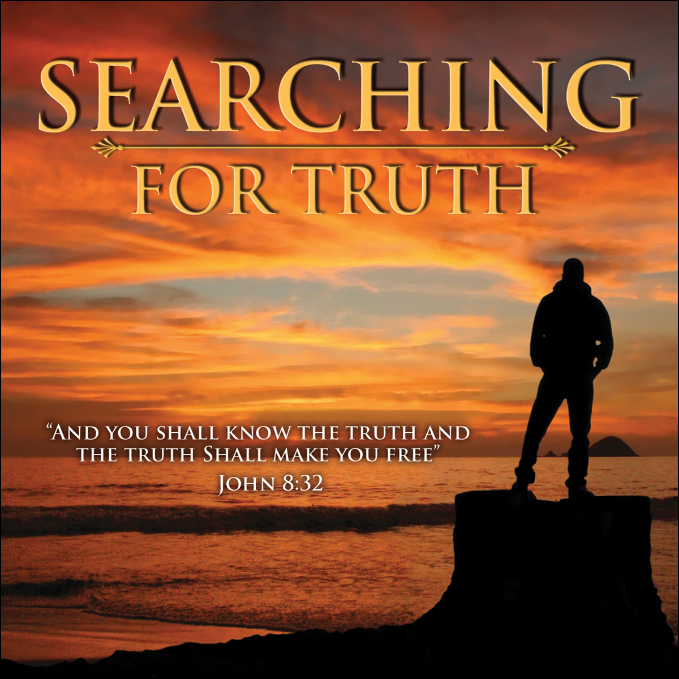 SEARCHING
FOR TRUTH
“AND YOU SHALL KNOW THE TRUTH AND
THE TRUTH SHALL MAKE YOU FREE”
JOHN 8:32